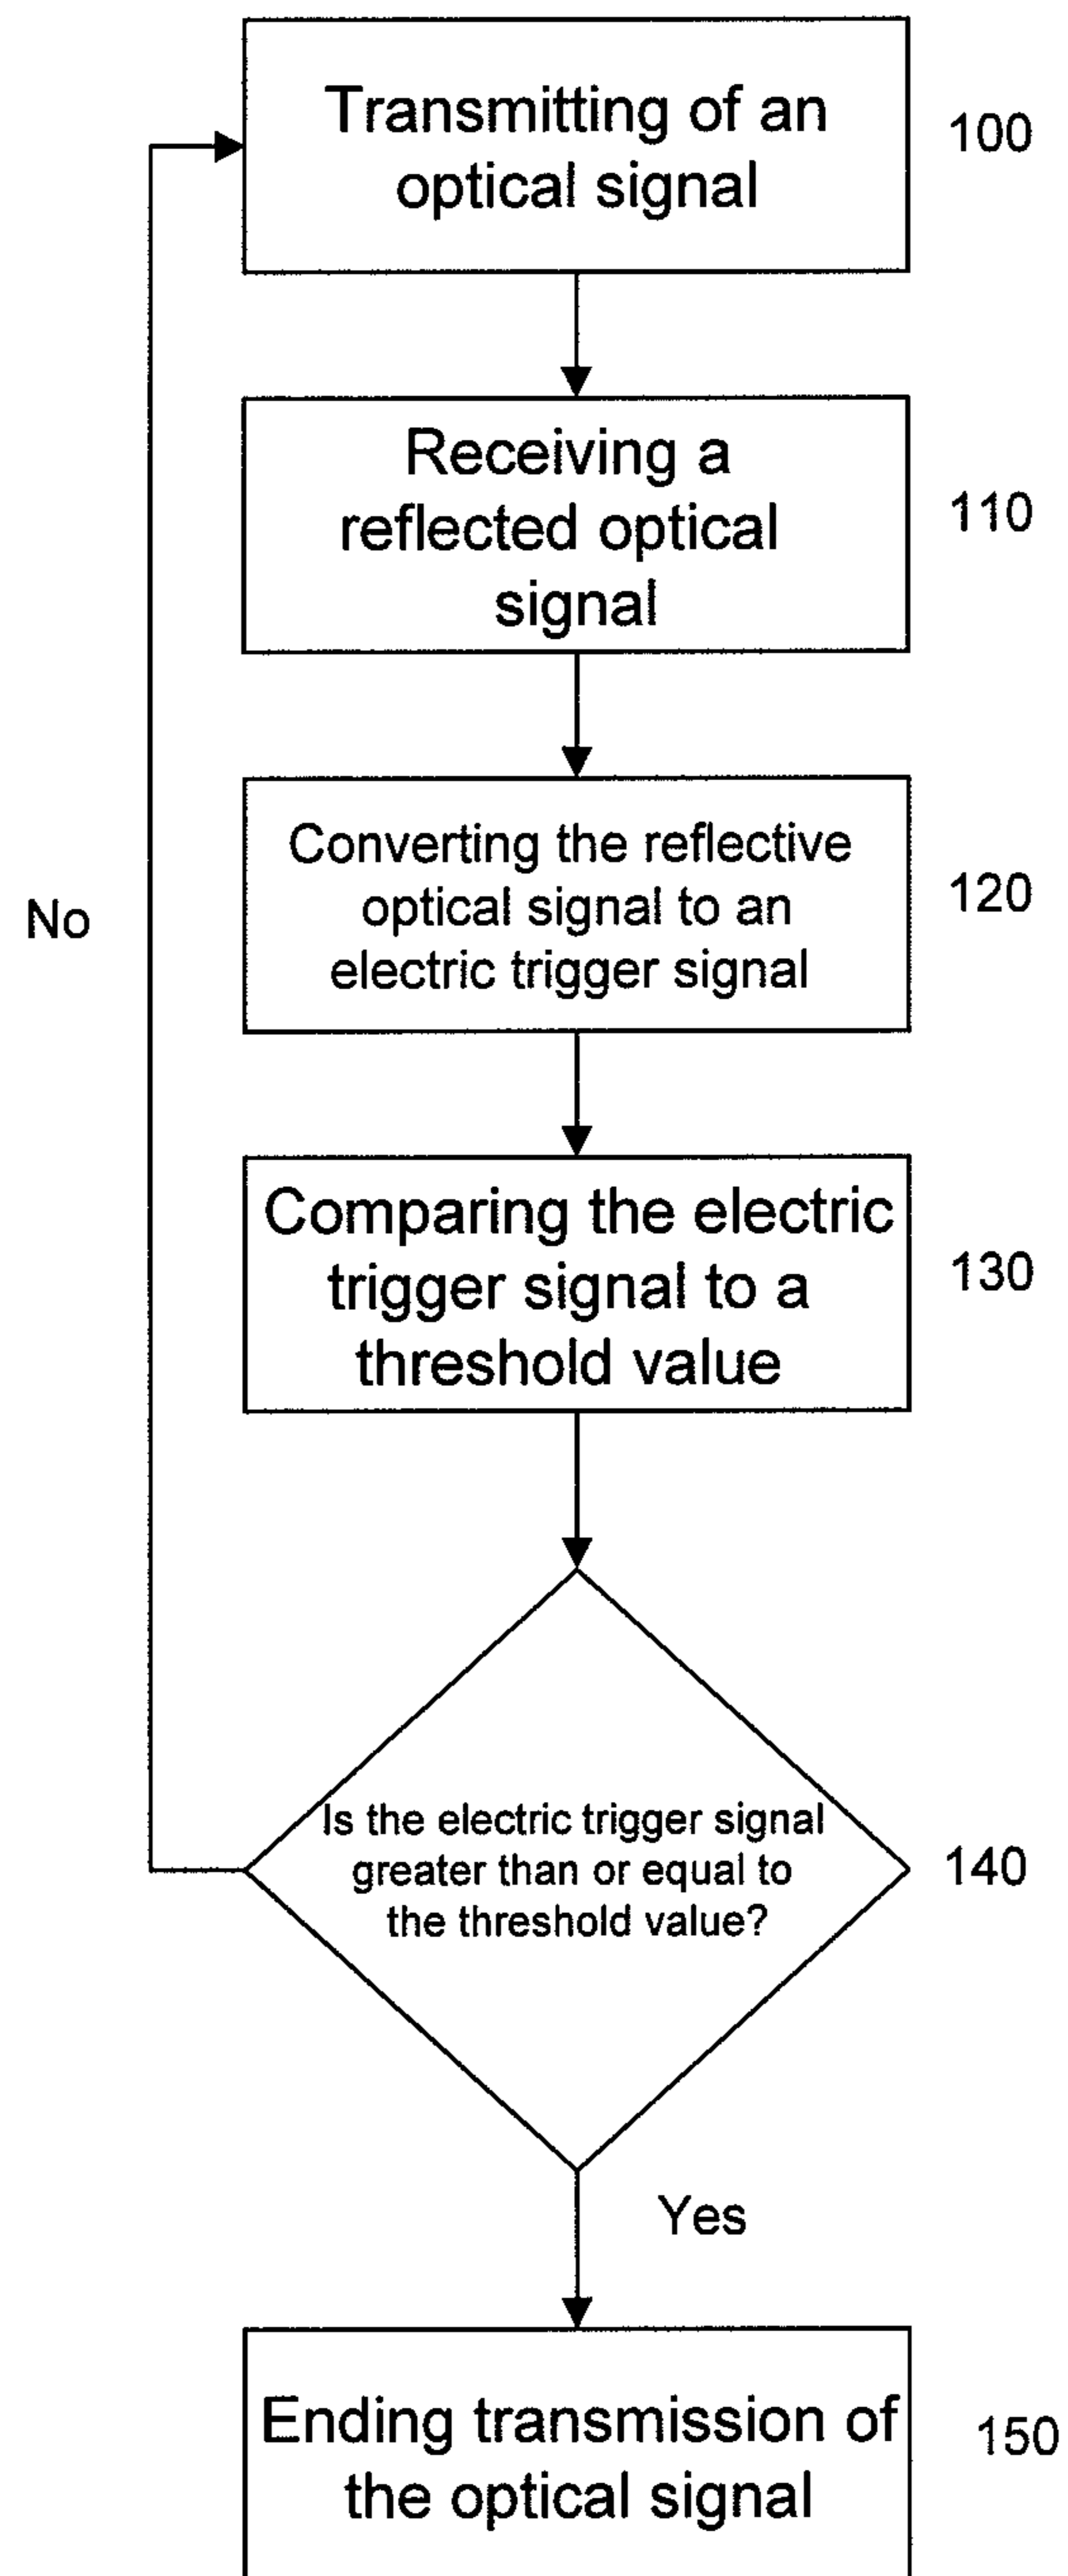 Transmitting of an
optical signal
100
Receiving a
reflected optical
signal
110
Converting the reflective
optical signal to an
electric trigger signal
120
No
Comparing the electric
trigger signal to a
threshold value
130
Is the electric trigger signal
greater than or equal to
the threshold value?
140
Yes
Ending transmission of
the optical signal
150